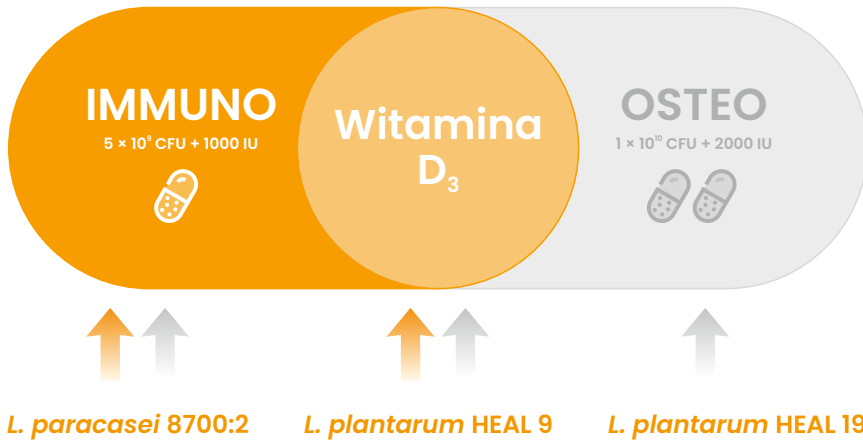 IMMUNO
5 × 10⁹ CFU + 1000 IU
Witamina
D₃
OSTEO
1 × 10¹⁰ CFU + 2000 IU
L. paracasei 8700:2
L. plantarum HEAL 9
L. plantarum HEAL 19